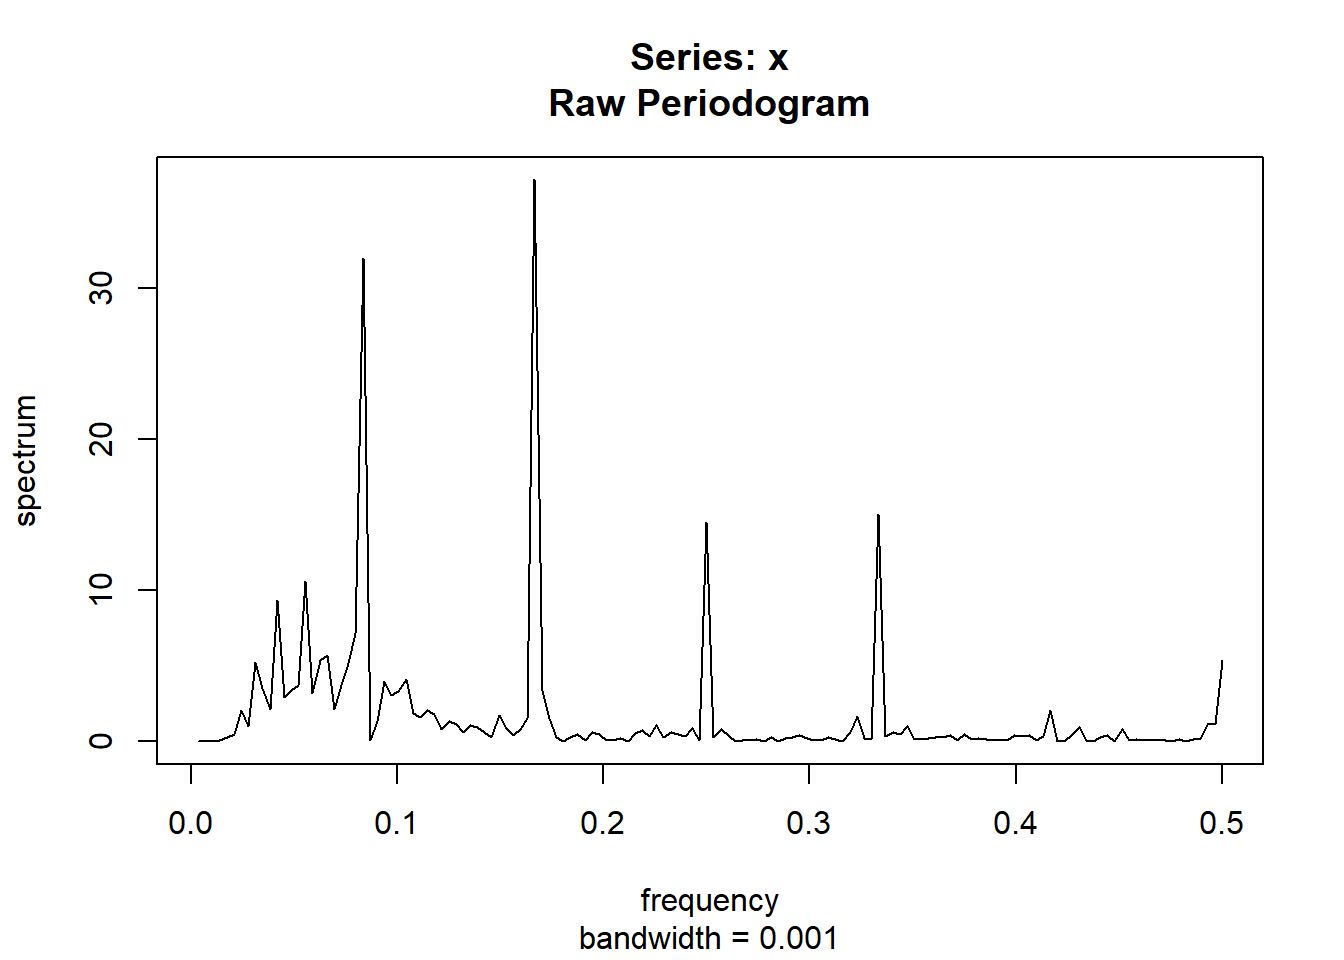 Series: x
Raw Periodogram
spectrum
30
20
10
0
0.0 0.1 0.2 0.3 0.4 0.5
frequency
bandwidth = 0.001